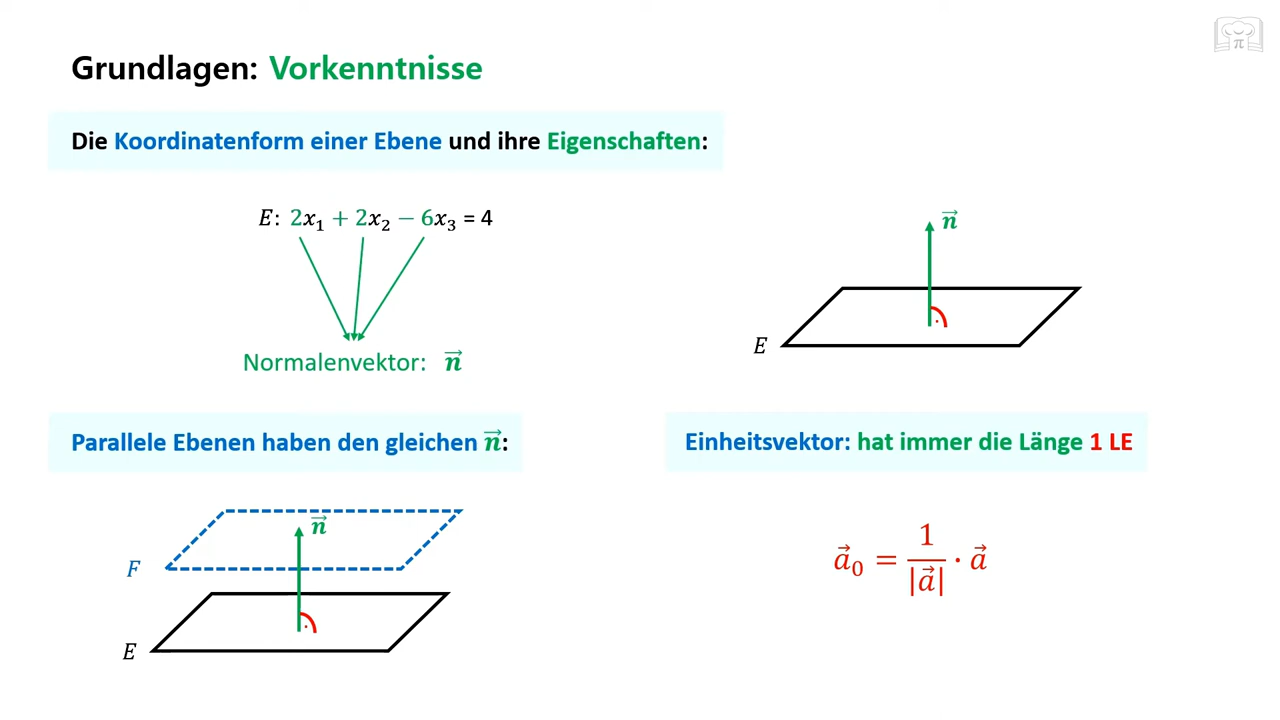 Grundlagen: Vorkenntnisse
Die Koordinatenform einer Ebene und ihre Eigenschaften:
E: 2x₁ + 2x₂ − 6x₃ = 4
Normalenvektor: n⃗
n⃗
E
Parallele Ebenen haben den gleichen n⃗:
n⃗
F
E
Einheitsvektor: hat immer die Länge 1 LE
a⃗₀ = 1/|a⃗| · a⃗
π